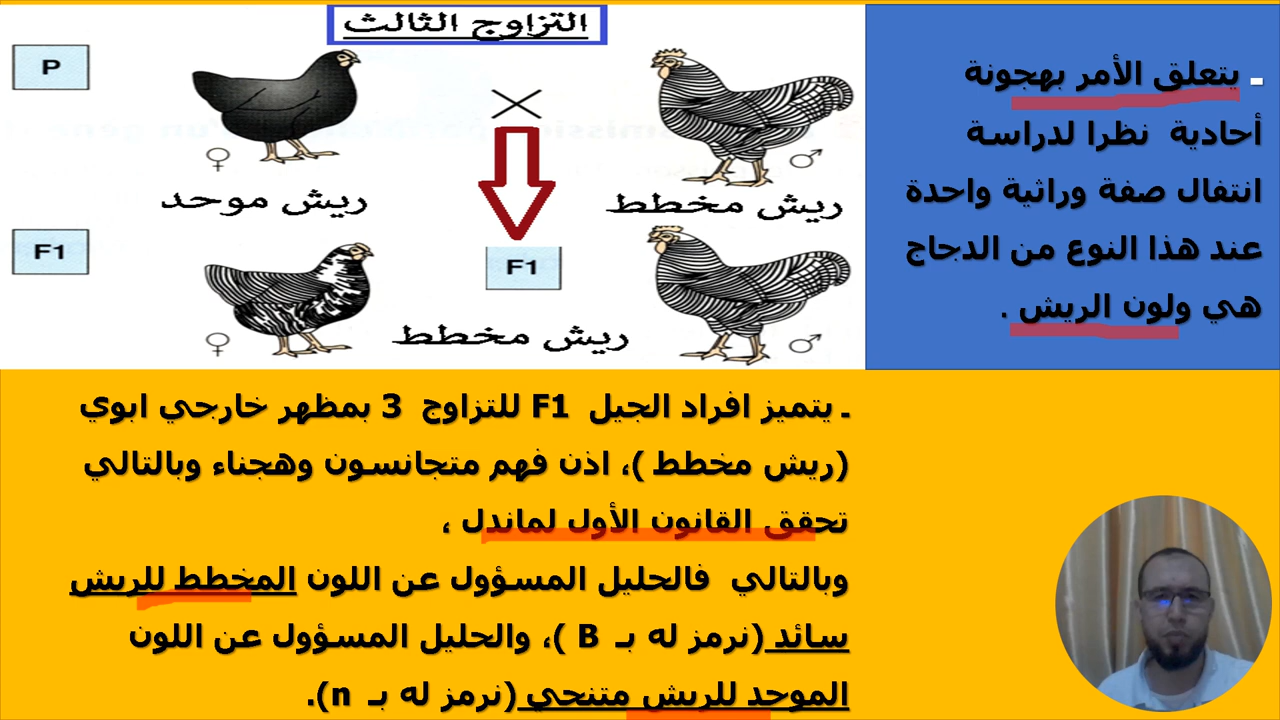 التزاوج الثالث
P
ريش مخطط
ريش موحد
F1
F1
ريش مخطط
ـ يتعلق الأمر بهجونة
أحادية نظرا لدراسة
انتفال صفة وراثية واحدة
عند هذا النوع من الدجاج
هي ولون الريش .
ـ يتميز افراد الجيل F1 للتزاوج 3 بمظهر خارجي ابوي
(ريش مخطط )، اذن فهم متجانسون وهجناء وبالتالي
تحقق القانون الأول لماندل ،
وبالتالي فالحليل المسؤول عن اللون المخطط للريش
سائد (نرمز له بـ B )، والحليل المسؤول عن اللون
الموحد للريش متنحي (نرمز له بـ n).